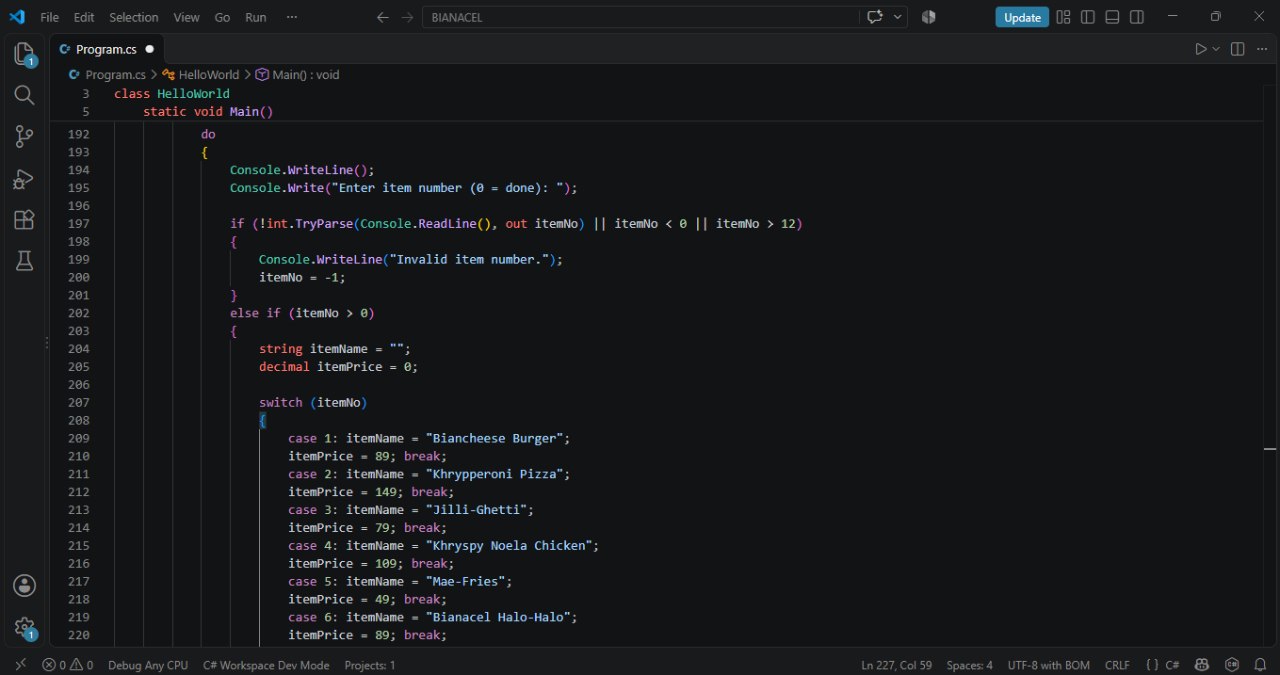 File Edit Selection View Go Run ··· BIANACEL Update
Program.cs
Program.cs > HelloWorld > Main() : void
3 class HelloWorld
5 static void Main()
192 do
193 {
194 Console.WriteLine();
195 Console.Write("Enter item number (0 = done): ");
196
197 if (!int.TryParse(Console.ReadLine(), out itemNo) || itemNo < 0 || itemNo > 12)
198 {
199 Console.WriteLine("Invalid item number.");
200 itemNo = -1;
201 }
202 else if (itemNo > 0)
203 {
204 string itemName = "";
205 decimal itemPrice = 0;
206
207 switch (itemNo)
208 {
209 case 1: itemName = "Biancheese Burger";
210 itemPrice = 89; break;
211 case 2: itemName = "Khrypperoni Pizza";
212 itemPrice = 149; break;
213 case 3: itemName = "Jilli-Ghetti";
214 itemPrice = 79; break;
215 case 4: itemName = "Khryspy Noela Chicken";
216 itemPrice = 109; break;
217 case 5: itemName = "Mae-Fries";
218 itemPrice = 49; break;
219 case 6: itemName = "Bianacel Halo-Halo";
220 itemPrice = 89; break;
1
1
0 0 Debug Any CPU C# Workspace Dev Mode Projects: 1 Ln 227, Col 59 Spaces: 4 UTF-8 with BOM CRLF { } C#